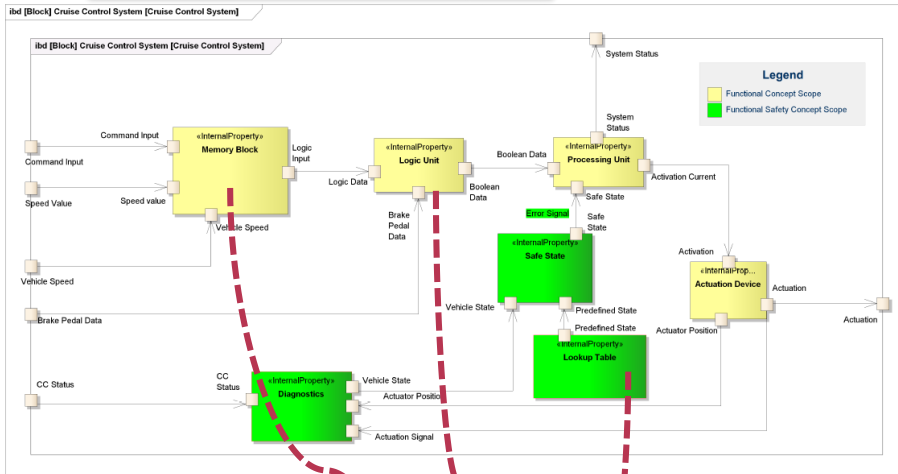 ibd [Block] Cruise Control System [Cruise Control System]
ibd [Block] Cruise Control System [Cruise Control System]
System Status
Legend
Functional Concept Scope
Functional Safety Concept Scope
System
Status
Command Input
Command Input
«InternalProperty»
Memory Block
Logic
Input
«InternalProperty»
Logic Unit
Boolean Data
«InternalProperty»
Processing Unit
Logic Data
Boolean
Data
Activation Current
Speed Value
Speed value
Safe State
Vehicle Speed
Brake
Pedal
Data
Error Signal
Safe
State
«InternalProperty»
Safe State
Activation
«InternalProp...
Actuation Device
Actuation
Vehicle Speed
Vehicle State
Predefined State
Brake Pedal Data
Predefined State
Actuator Position
Actuation
«InternalProperty»
Lookup Table
CC Status
CC
Status
«InternalProperty»
Diagnostics
Vehicle State
Actuator Position
Actuation Signal